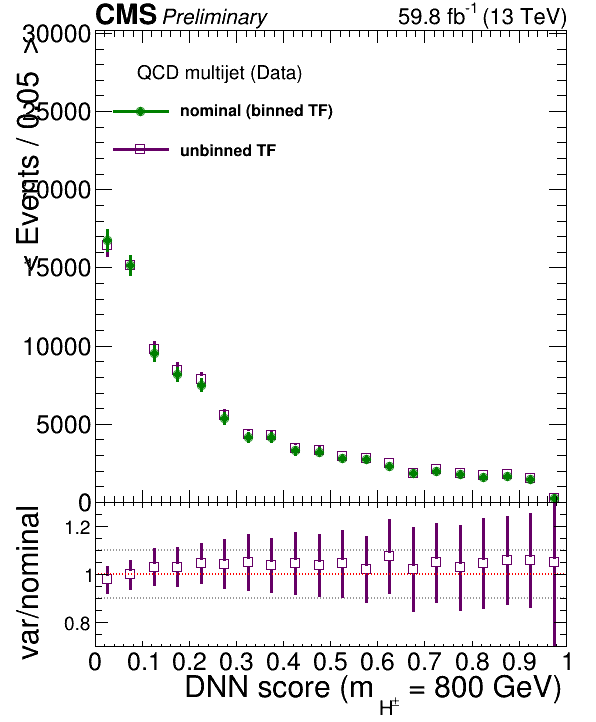 CMS Preliminary 59.8 fb⁻¹ (13 TeV)
< Events / 0.05 >
30000
25000
20000
15000
10000
5000
0
QCD multijet (Data)
nominal (binned TF)
unbinned TF
var/nominal
1.2
1
0.8
0 0.1 0.2 0.3 0.4 0.5 0.6 0.7 0.8 0.9 1
DNN score (m_H± = 800 GeV)